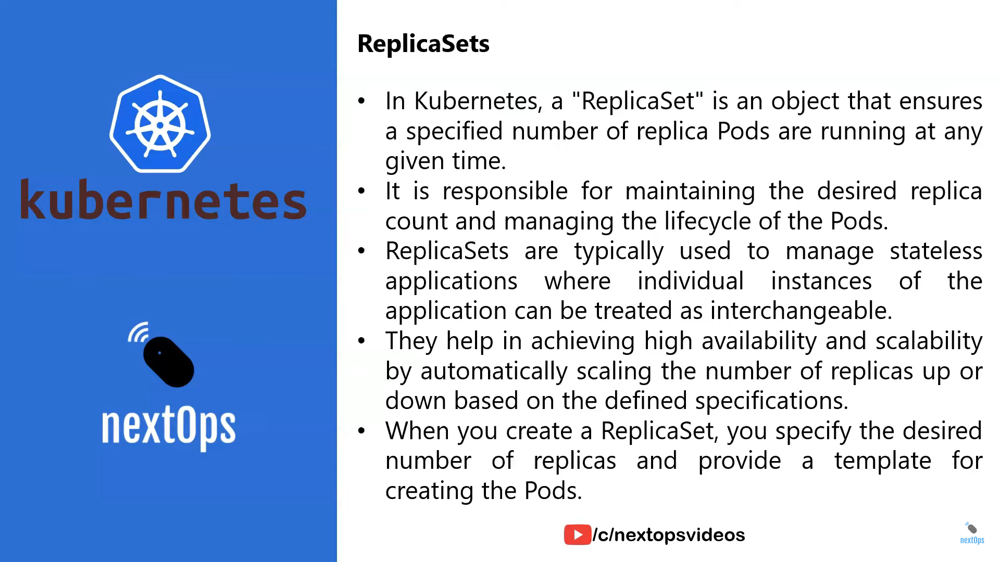 ReplicaSets
• In Kubernetes, a "ReplicaSet" is an object that ensures
a specified number of replica Pods are running at any
given time.
• It is responsible for maintaining the desired replica
count and managing the lifecycle of the Pods.
• ReplicaSets are typically used to manage stateless
applications where individual instances of the
application can be treated as interchangeable.
• They help in achieving high availability and scalability
by automatically scaling the number of replicas up or
down based on the defined specifications.
• When you create a ReplicaSet, you specify the desired
number of replicas and provide a template for
creating the Pods.
kubernetes
nextOps
/c/nextopsvideos
nextOps